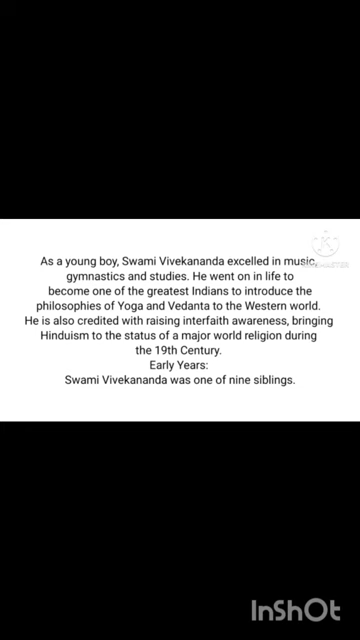 As a young boy, Swami Vivekananda excelled in music,
gymnastics and studies. He went on in life to
become one of the greatest Indians to introduce the
philosophies of Yoga and Vedanta to the Western world.
He is also credited with raising interfaith awareness, bringing
Hinduism to the status of a major world religion during
the 19th Century.
Early Years:
Swami Vivekananda was one of nine siblings.
InShOt